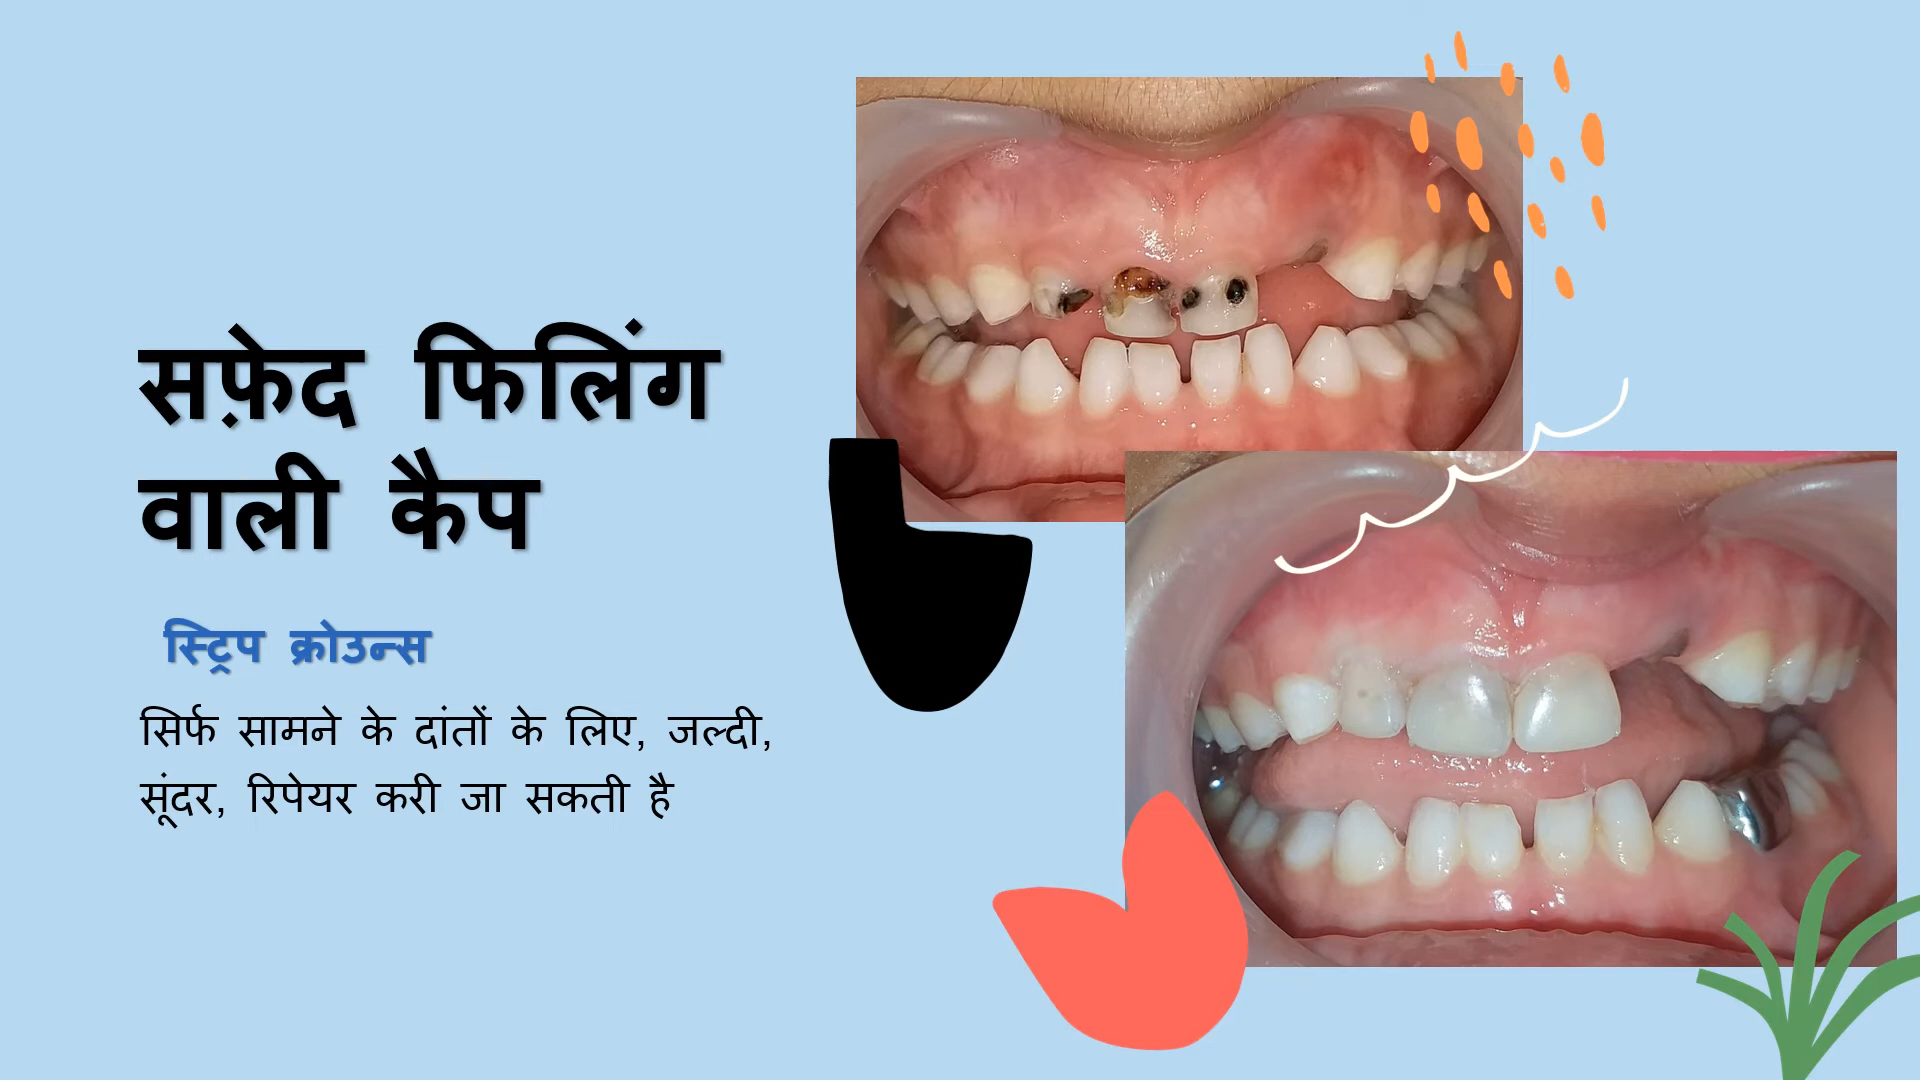 सफ़ेद फिलिंग
वाली कैप
स्ट्रिप क्रोउन्स
सिर्फ सामने के दांतों के लिए, जल्दी,
सूंदर, रिपेयर करी जा सकती है